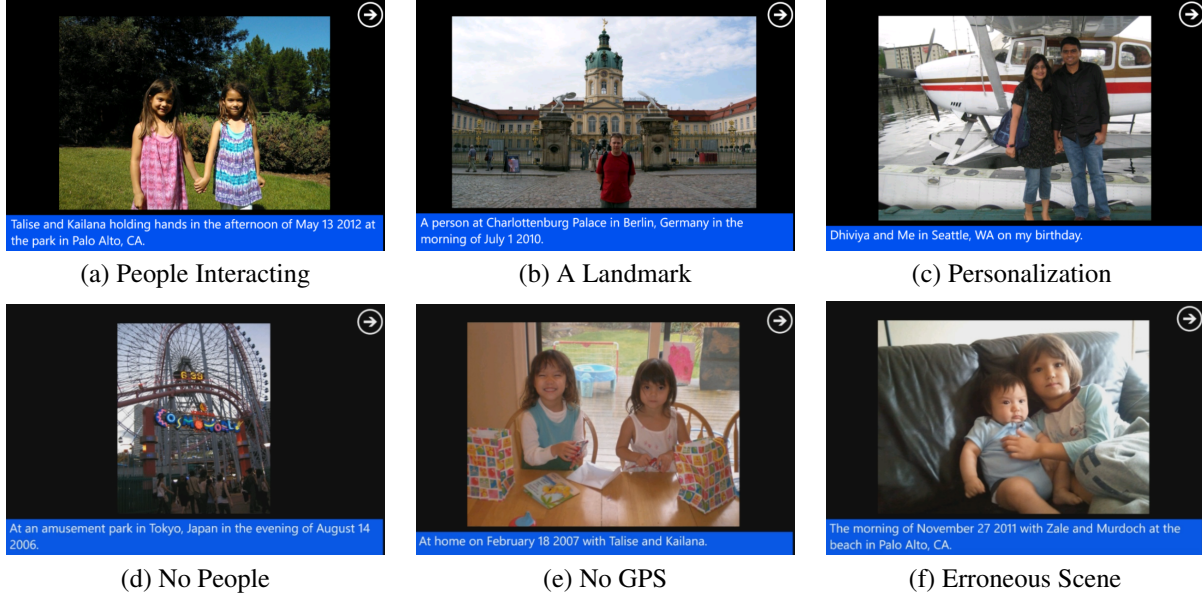 Talise and Kailana holding hands in the afternoon of May 13 2012 at
the park in Palo Alto, CA.
(a) People Interacting
A person at Charlottenburg Palace in Berlin, Germany in the
morning of July 1 2010.
(b) A Landmark
Dhiviya and Me in Seattle, WA on my birthday.
(c) Personalization
6:33
COSMOWORLD
At an amusement park in Tokyo, Japan in the evening of August 14
2006.
(d) No People
At home on February 18 2007 with Talise and Kailana.
(e) No GPS
The morning of November 27 2011 with Zale and Murdoch at the
beach in Palo Alto, CA.
(f) Erroneous Scene